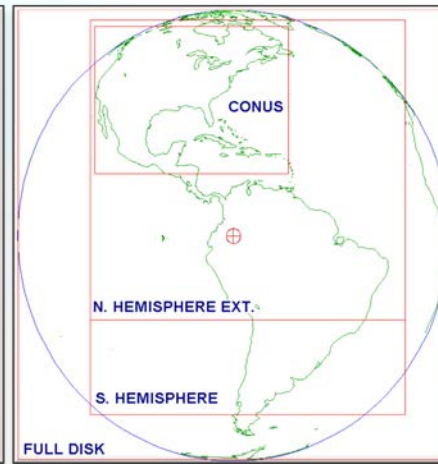 CONUS
N. HEMISPHERE EXT.
S. HEMISPHERE
FULL DISK